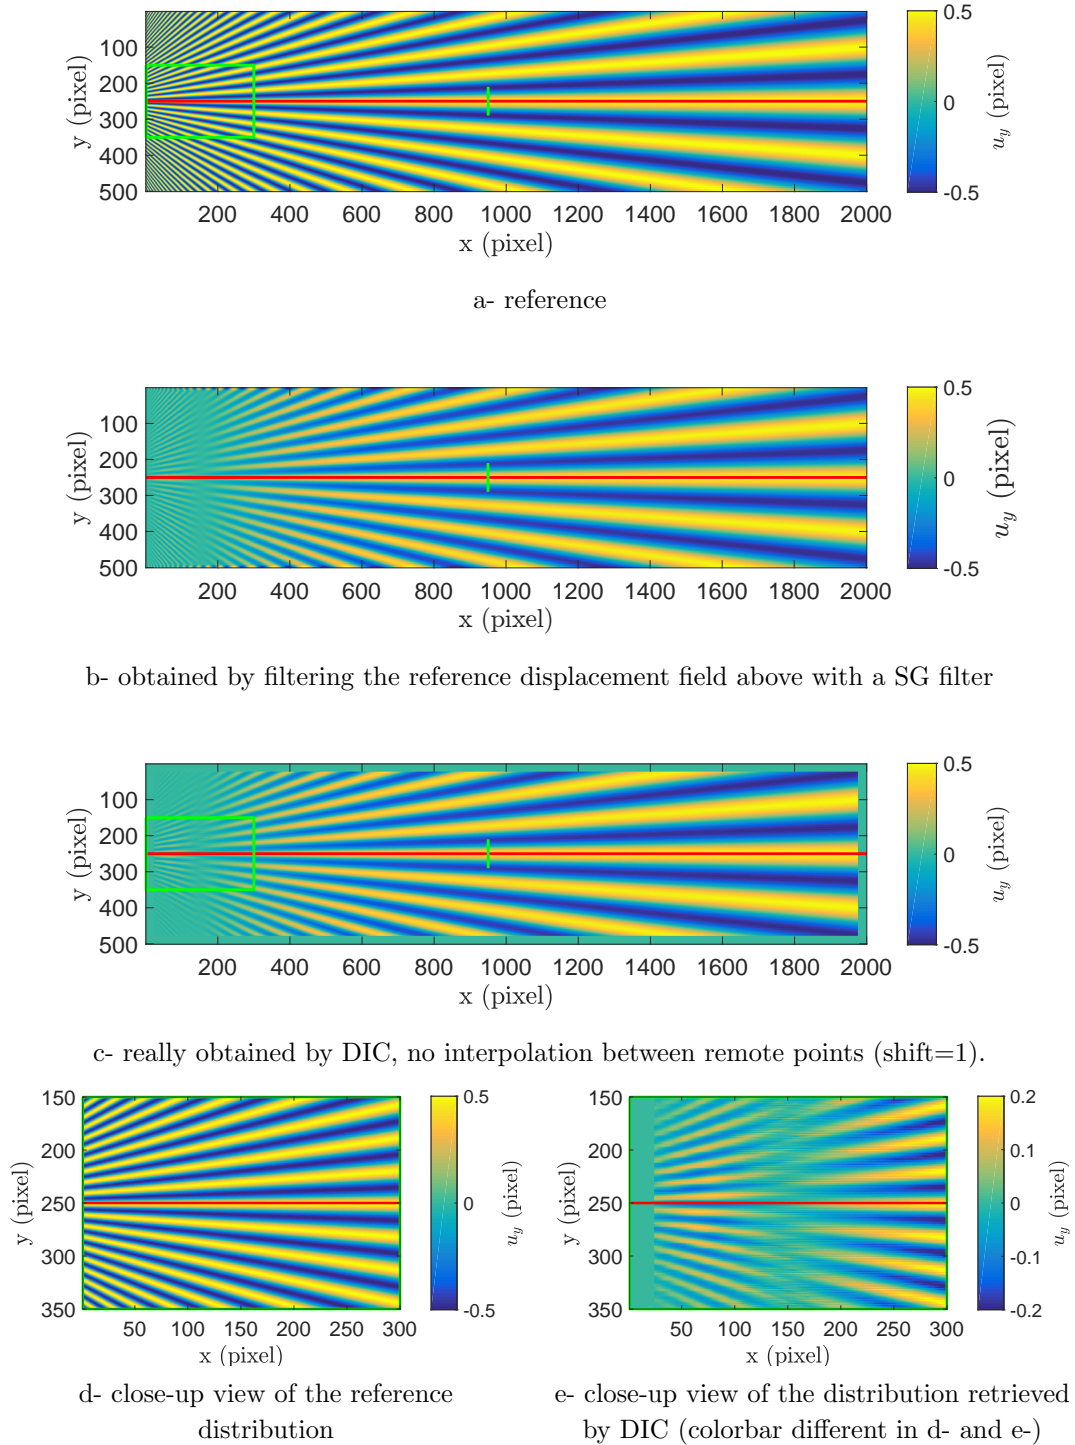 100
200
300
400
500
y (pixel)
200 400 600 800 1000 1200 1400 1600 1800 2000
x (pixel)
0.5
0
-0.5
u_y (pixel)
a- reference
100
200
300
400
500
y (pixel)
200 400 600 800 1000 1200 1400 1600 1800 2000
x (pixel)
0.5
0
-0.5
u_y (pixel)
b- obtained by filtering the reference displacement field above with a SG filter
100
200
300
400
500
y (pixel)
200 400 600 800 1000 1200 1400 1600 1800 2000
x (pixel)
0.5
0
-0.5
u_y (pixel)
c- really obtained by DIC, no interpolation between remote points (shift=1).
150
200
250
300
350
y (pixel)
50 100 150 200 250 300
x (pixel)
0.5
0
-0.5
u_y (pixel)
d- close-up view of the reference
distribution
150
200
250
300
350
y (pixel)
50 100 150 200 250 300
x (pixel)
0.2
0.1
0
-0.1
-0.2
u_y (pixel)
e- close-up view of the distribution retrieved
by DIC (colorbar different in d- and e-)